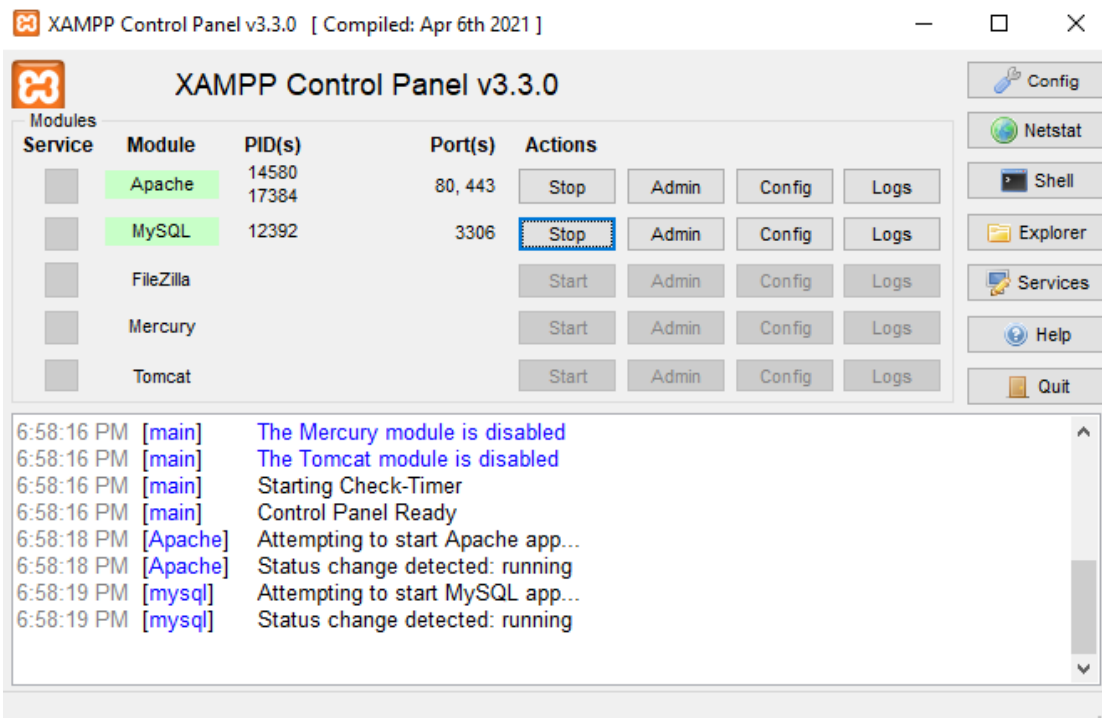 XAMPP Control Panel v3.3.0 [ Compiled: Apr 6th 2021 ]
XAMPP Control Panel v3.3.0
Config
Modules
Service Module PID(s) Port(s) Actions
Netstat
Apache 14580 17384 80, 443 Stop Admin Config Logs
Shell
MySQL 12392 3306 Stop Admin Config Logs
Explorer
FileZilla Start Admin Config Logs
Services
Mercury Start Admin Config Logs
Help
Tomcat Start Admin Config Logs
Quit
6:58:16 PM [main] The Mercury module is disabled
6:58:16 PM [main] The Tomcat module is disabled
6:58:16 PM [main] Starting Check-Timer
6:58:16 PM [main] Control Panel Ready
6:58:18 PM [Apache] Attempting to start Apache app...
6:58:18 PM [Apache] Status change detected: running
6:58:19 PM [mysql] Attempting to start MySQL app...
6:58:19 PM [mysql] Status change detected: running